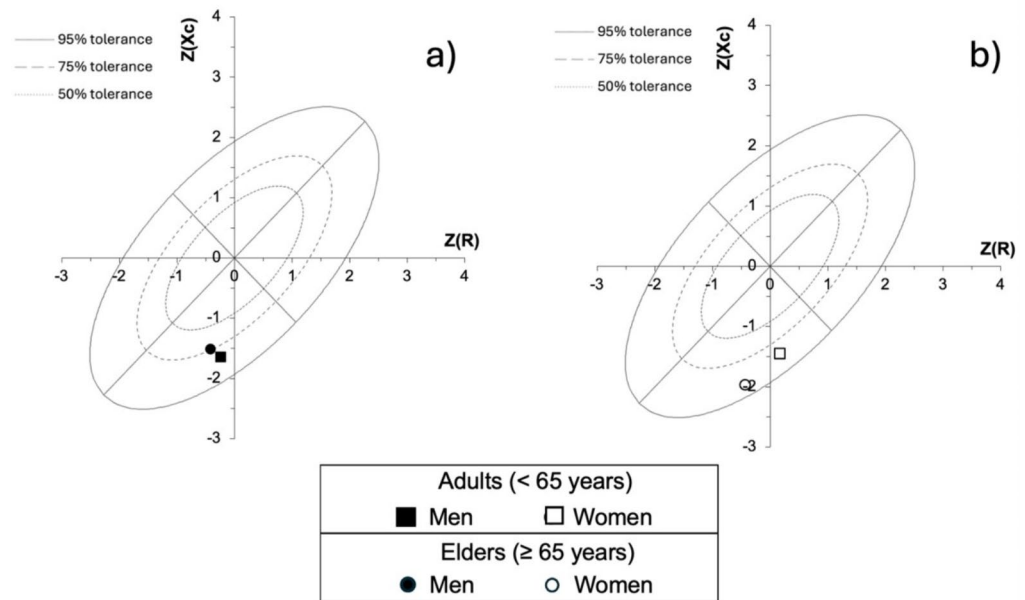 95% tolerance
75% tolerance
50% tolerance
Z(Xc)
a)
4
3
2
1
0
-1
-2
-3
-3
-2
-1
0
1
2
3
4
Z(R)
95% tolerance
75% tolerance
50% tolerance
Z(Xc)
b)
4
3
2
1
0
-1
-2
-3
-3
-2
-1
0
1
2
3
4
Z(R)
Adults (< 65 years)
Men Women
Elders (≥ 65 years)
Men Women